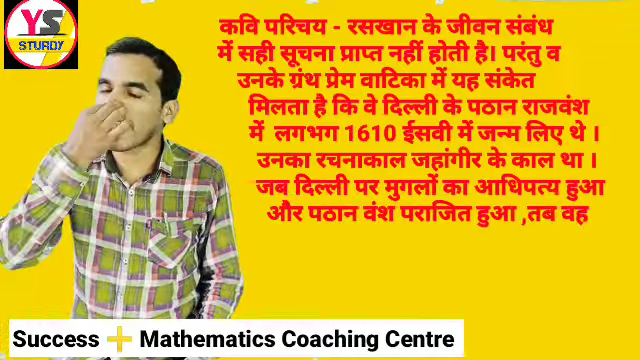 YS
STURDY
कवि परिचय - रसखान के जीवन संबंध
में सही सूचना प्राप्त नहीं होती है। परंतु व
उनके ग्रंथ प्रेम वाटिका में यह संकेत
मिलता है कि वे दिल्ली के पठान राजवंश
में लगभग 1610 ईसवी में जन्म लिए थे ।
उनका रचनाकाल जहांगीर के काल था ।
जब दिल्ली पर मुगलों का आधिपत्य हुआ
और पठान वंश पराजित हुआ ,तब वह
Success ➕ Mathematics Coaching Centre